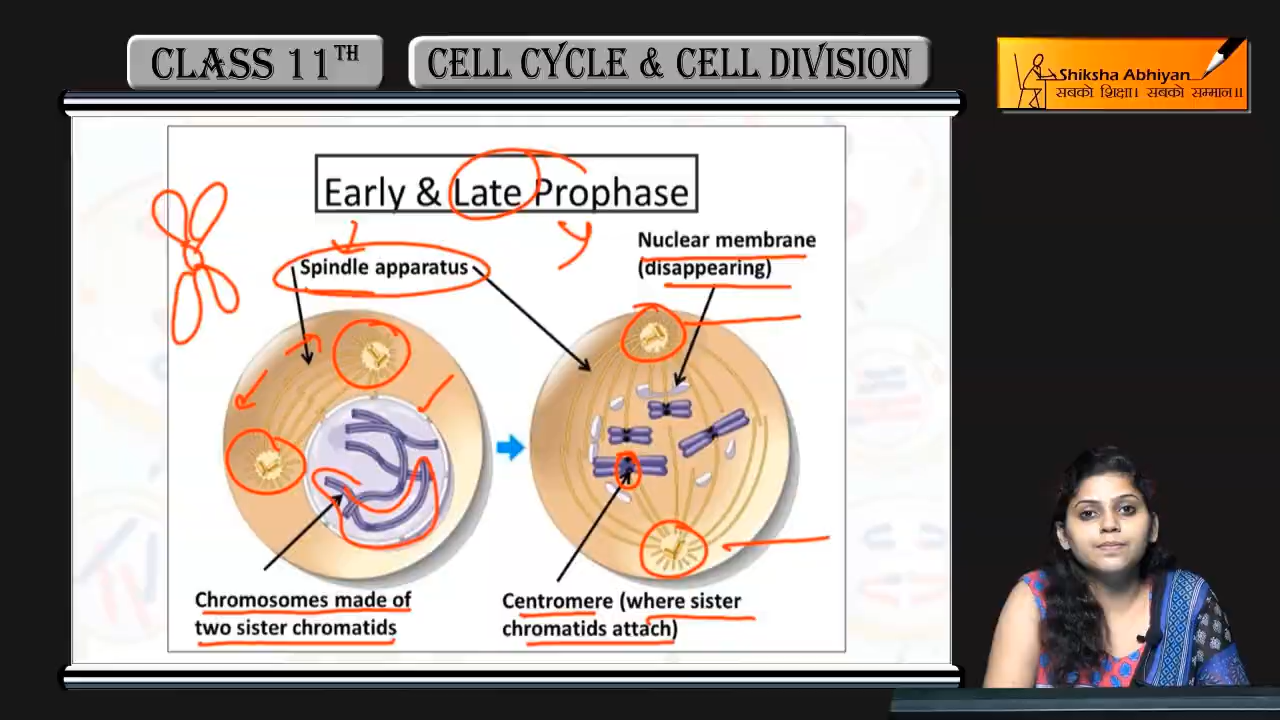 CLASS 11TH
CELL CYCLE & CELL DIVISION
Shiksha Abhiyan
सबको शिक्षा। सबको सम्मान॥
Early & Late Prophase
Spindle apparatus
Nuclear membrane
(disappearing)
Chromosomes made of
two sister chromatids
Centromere (where sister
chromatids attach)